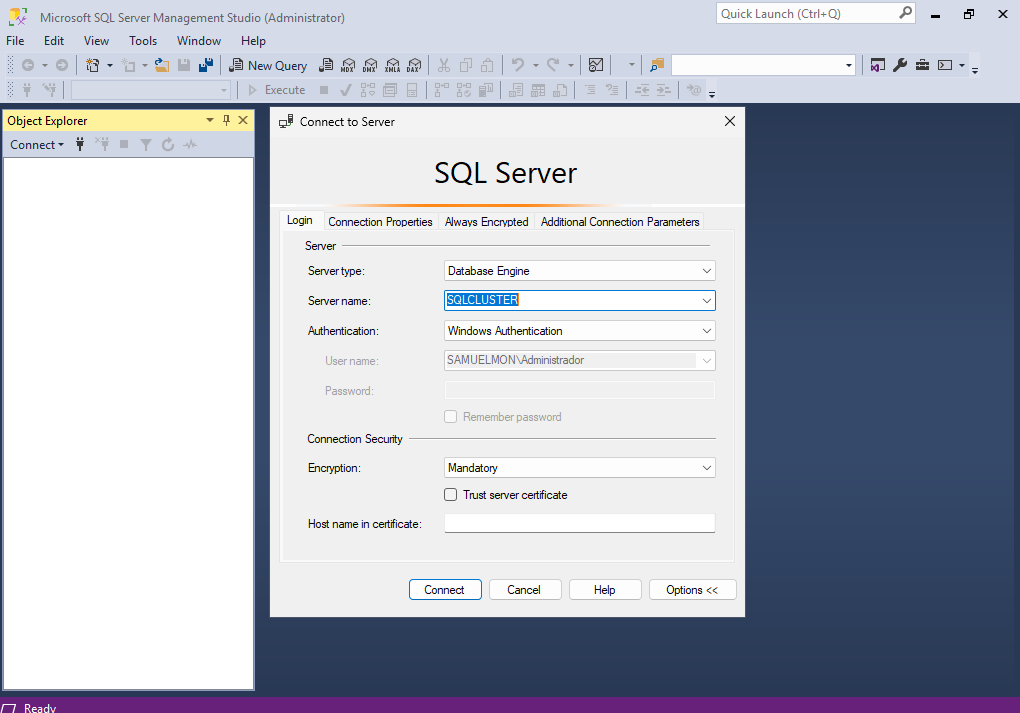 Microsoft SQL Server Management Studio (Administrator)
Quick Launch (Ctrl+Q)
File Edit View Tools Window Help
New Query
MDX DMX XMLA DAX
Execute
Object Explorer
Connect
Connect to Server
SQL Server
Login Connection Properties Always Encrypted Additional Connection Parameters
Server
Server type: Database Engine
Server name: SQLCLUSTER
Authentication: Windows Authentication
User name: SAMUELMON\Administrador
Password:
Remember password
Connection Security
Encryption: Mandatory
Trust server certificate
Host name in certificate:
Connect Cancel Help Options <<
Ready